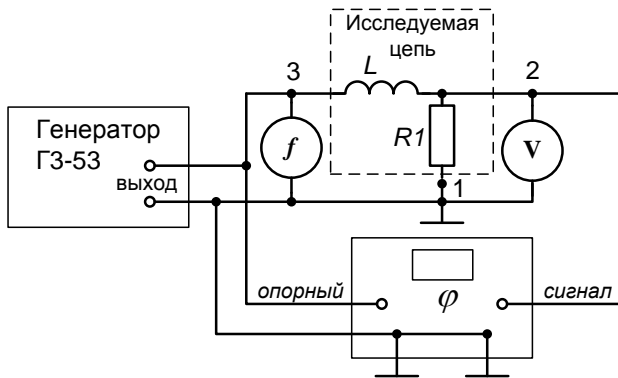 Исследуемая
цепь
3
L
2
Генератор
Г3-53
выход
f
R1
V
1
опорный
φ
сигнал